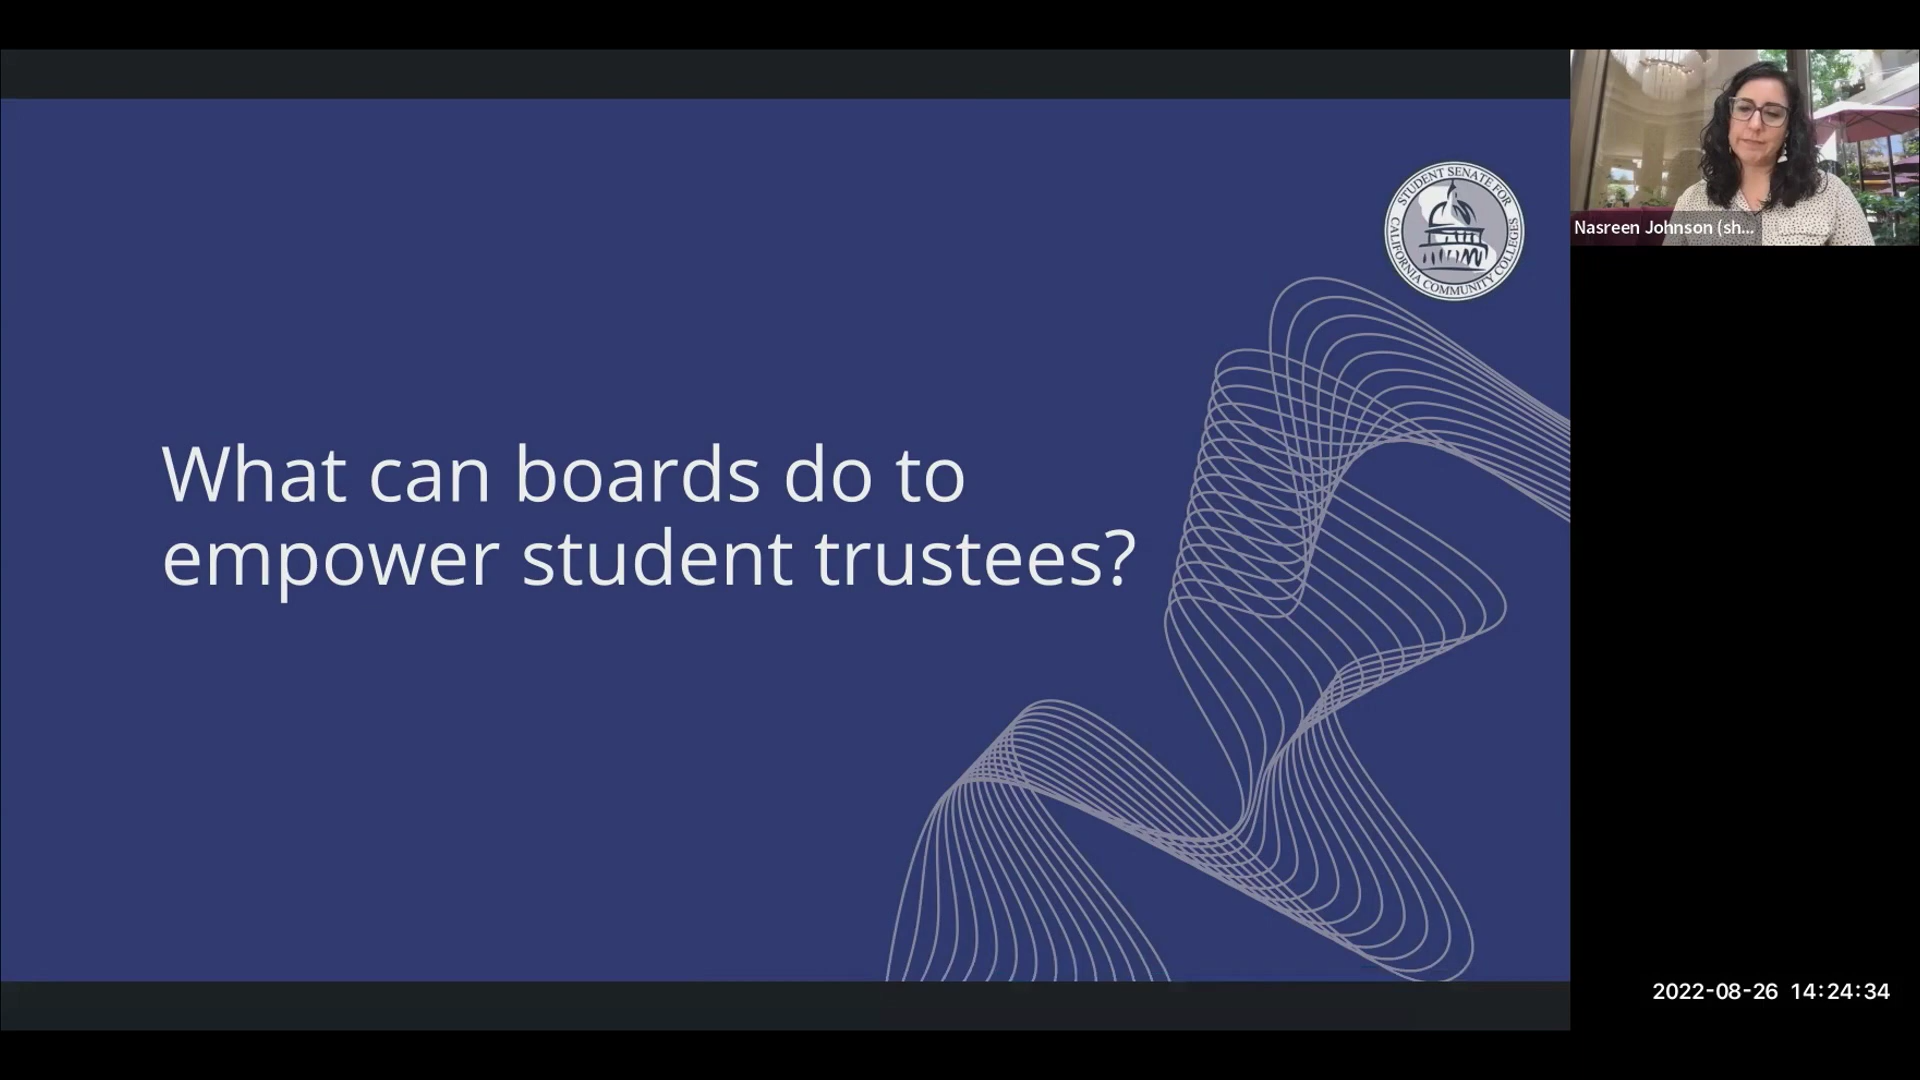 STUDENT SENATE FOR
CALIFORNIA COMMUNITY COLLEGES
What can boards do to
empower student trustees?
Nasreen Johnson (sh...
2022-08-26 14:24:34